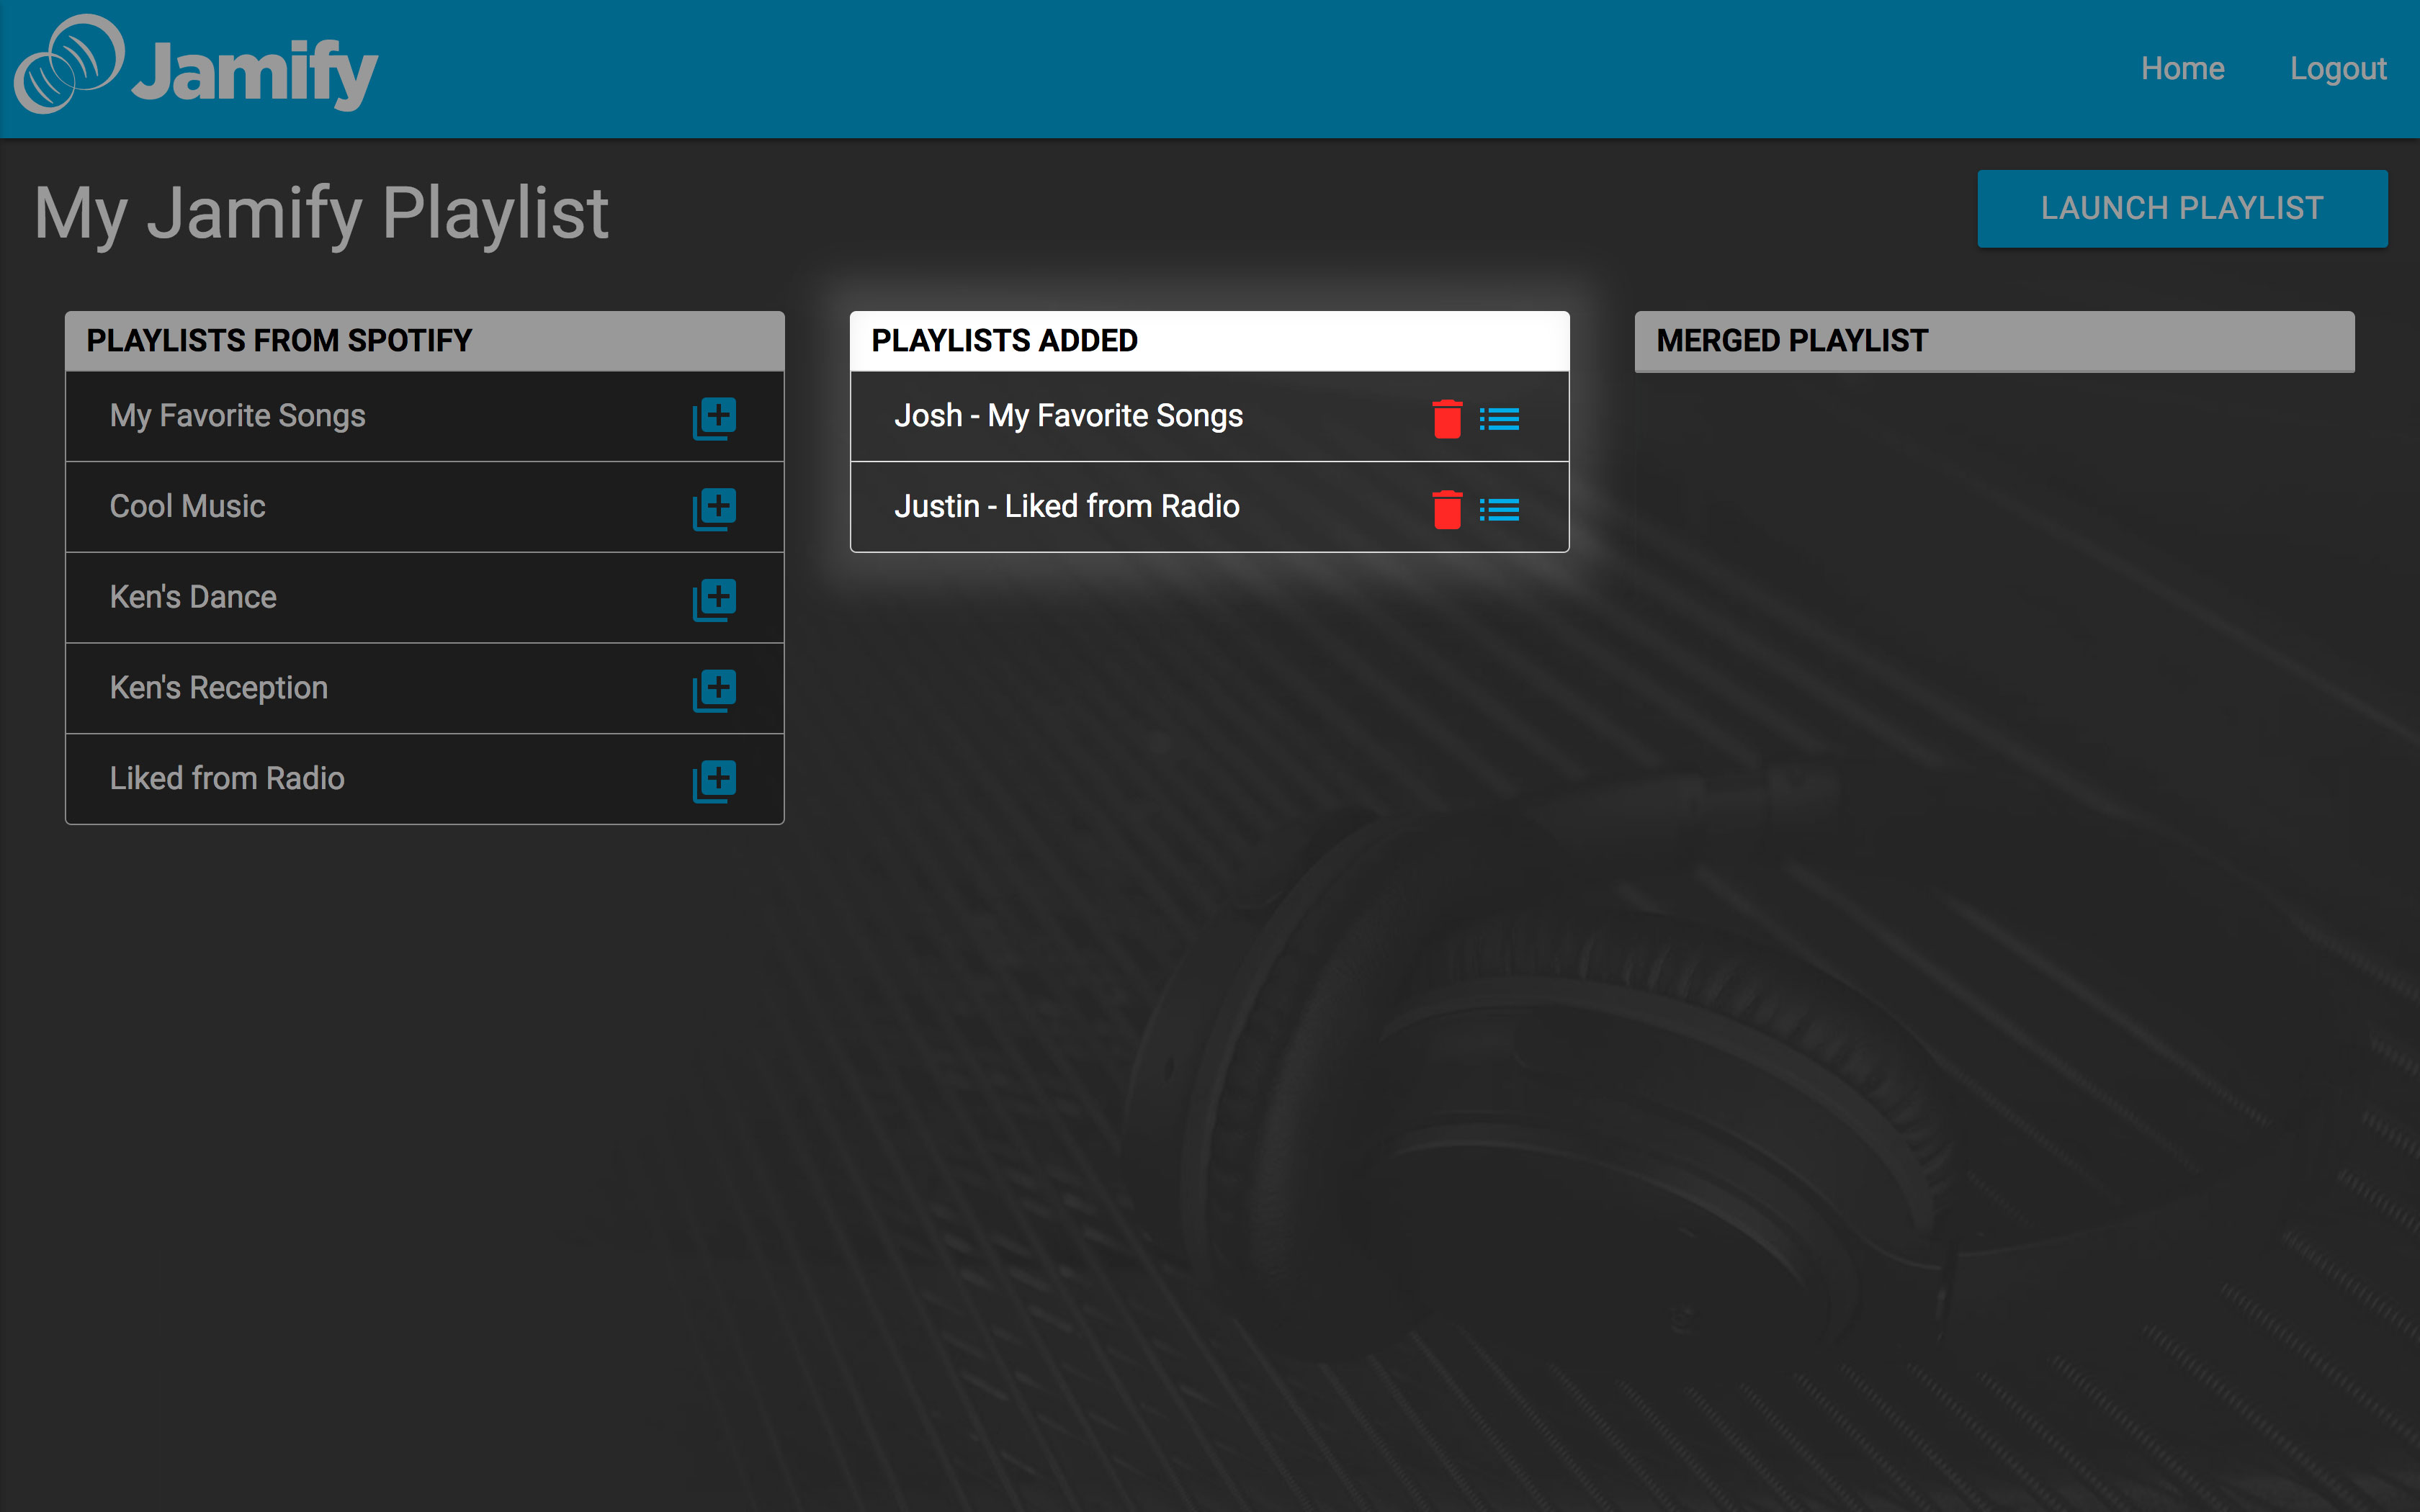 Jamify
Home
Logout
My Jamify Playlist
LAUNCH PLAYLIST
PLAYLISTS FROM SPOTIFY
My Favorite Songs
Cool Music
Ken's Dance
Ken's Reception
Liked from Radio
PLAYLISTS ADDED
Josh - My Favorite Songs
Justin - Liked from Radio
MERGED PLAYLIST